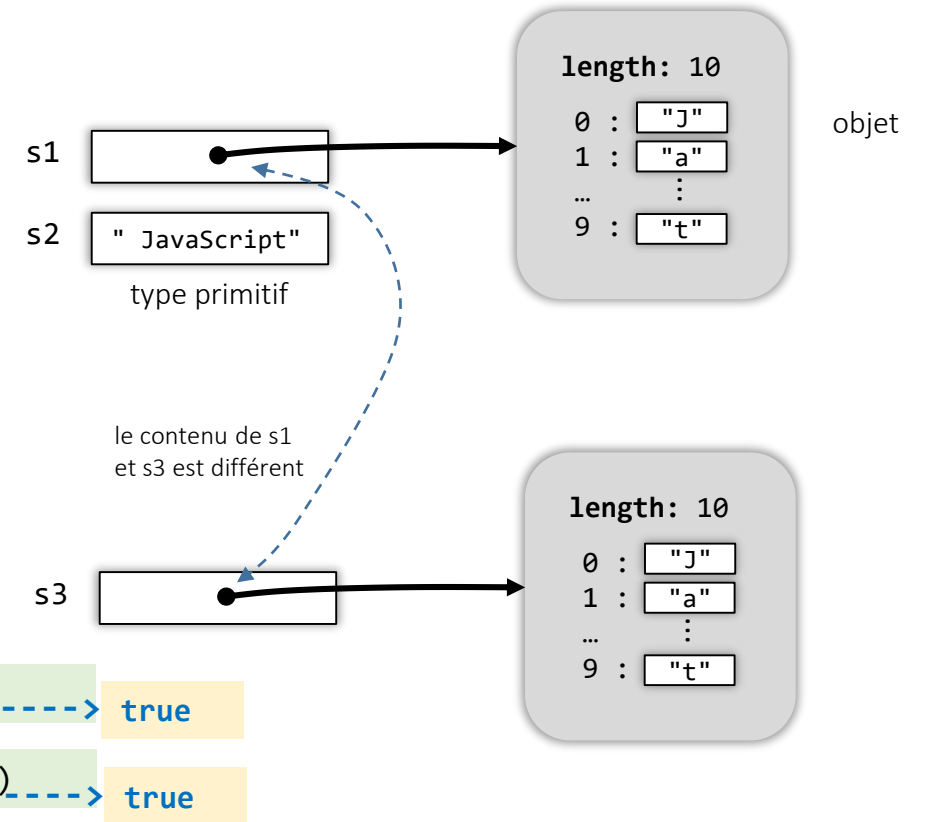 length: 10
0 : "J"
objet
s1
1 : "a"
… ⋮
s2
" JavaScript"
9 : "t"
type primitif
le contenu de s1
et s3 est différent
length: 10
0 : "J"
s3
1 : "a"
… ⋮
9 : "t"
true
)
true